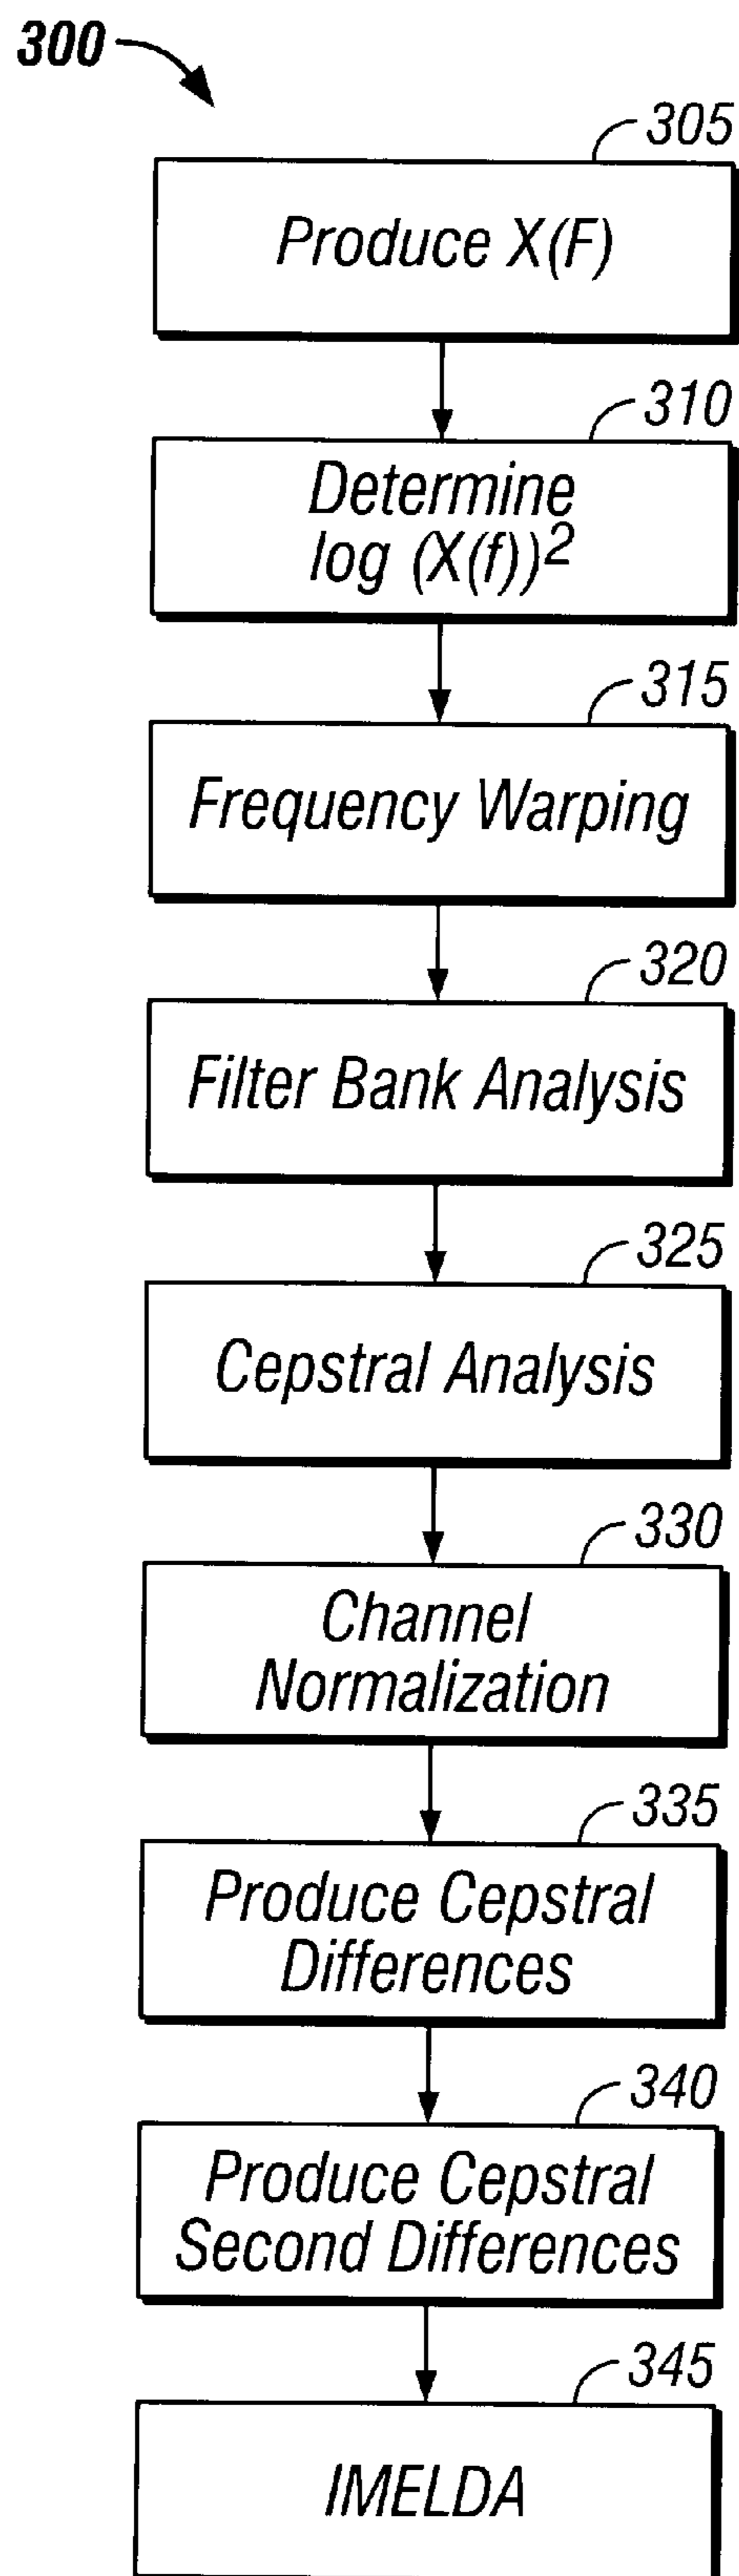 300
305
Produce X(F)
310
Determine
log (X(f))²
315
Frequency Warping
320
Filter Bank Analysis
325
Cepstral Analysis
330
Channel
Normalization
335
Produce Cepstral
Differences
340
Produce Cepstral
Second Differences
345
IMELDA